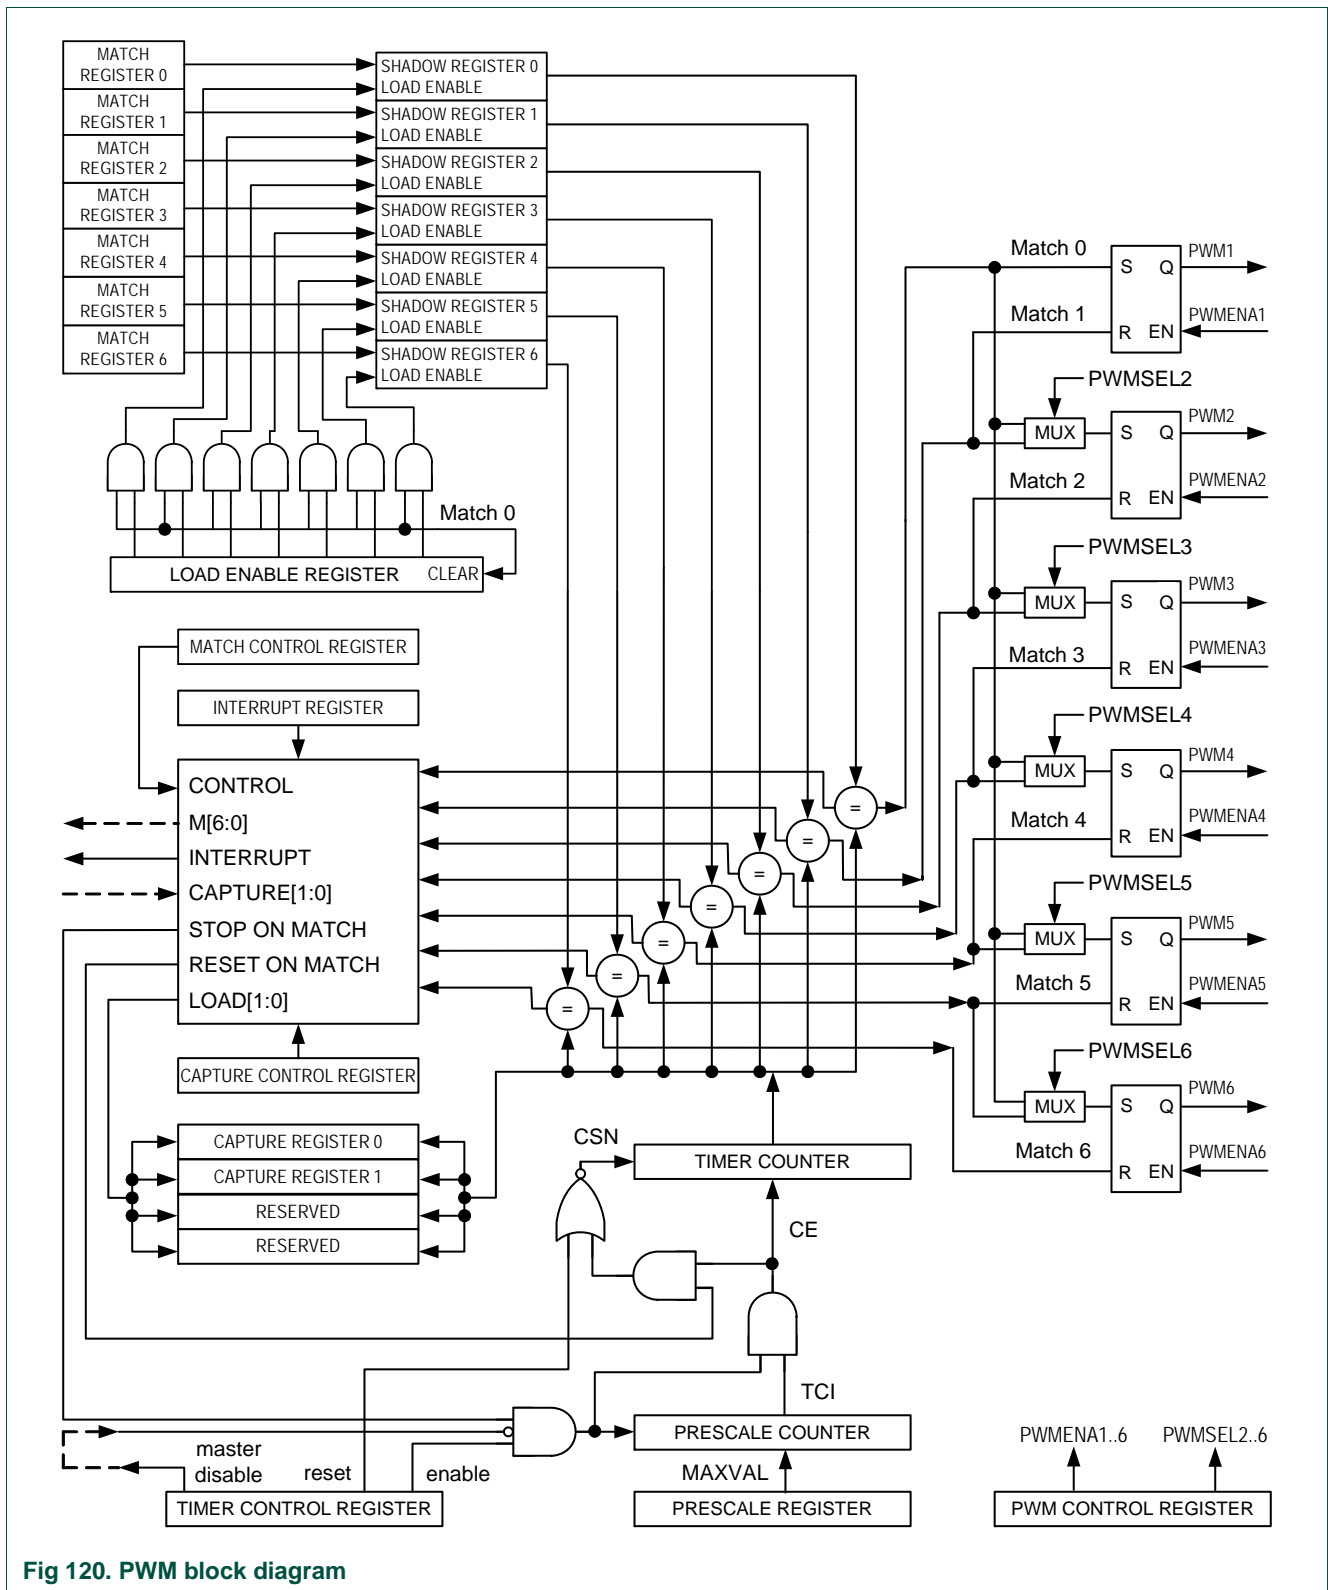 MATCH
REGISTER 0
MATCH
REGISTER 1
MATCH
REGISTER 2
MATCH
REGISTER 3
MATCH
REGISTER 4
MATCH
REGISTER 5
MATCH
REGISTER 6
SHADOW REGISTER 0
LOAD ENABLE
SHADOW REGISTER 1
LOAD ENABLE
SHADOW REGISTER 2
LOAD ENABLE
SHADOW REGISTER 3
LOAD ENABLE
SHADOW REGISTER 4
LOAD ENABLE
SHADOW REGISTER 5
LOAD ENABLE
SHADOW REGISTER 6
LOAD ENABLE
Match 0
LOAD ENABLE REGISTER CLEAR
MATCH CONTROL REGISTER
INTERRUPT REGISTER
CONTROL
M[6:0]
INTERRUPT
CAPTURE[1:0]
STOP ON MATCH
RESET ON MATCH
LOAD[1:0]
CAPTURE CONTROL REGISTER
CAPTURE REGISTER 0
CAPTURE REGISTER 1
RESERVED
RESERVED
=
=
=
=
=
=
=
Match 0
S Q
PWM1
Match 1
R EN
PWMENA1
PWMSEL2
MUX
S Q
PWM2
Match 2
R EN
PWMENA2
PWMSEL3
MUX
S Q
PWM3
Match 3
R EN
PWMENA3
PWMSEL4
MUX
S Q
PWM4
Match 4
R EN
PWMENA4
PWMSEL5
MUX
S Q
PWM5
Match 5
R EN
PWMENA5
PWMSEL6
MUX
S Q
PWM6
Match 6
R EN
PWMENA6
CSN
TIMER COUNTER
CE
TCI
PRESCALE COUNTER
MAXVAL
PRESCALE REGISTER
master
disable
reset
enable
TIMER CONTROL REGISTER
PWMENA1..6
PWMSEL2..6
PWM CONTROL REGISTER
Fig 120. PWM block diagram